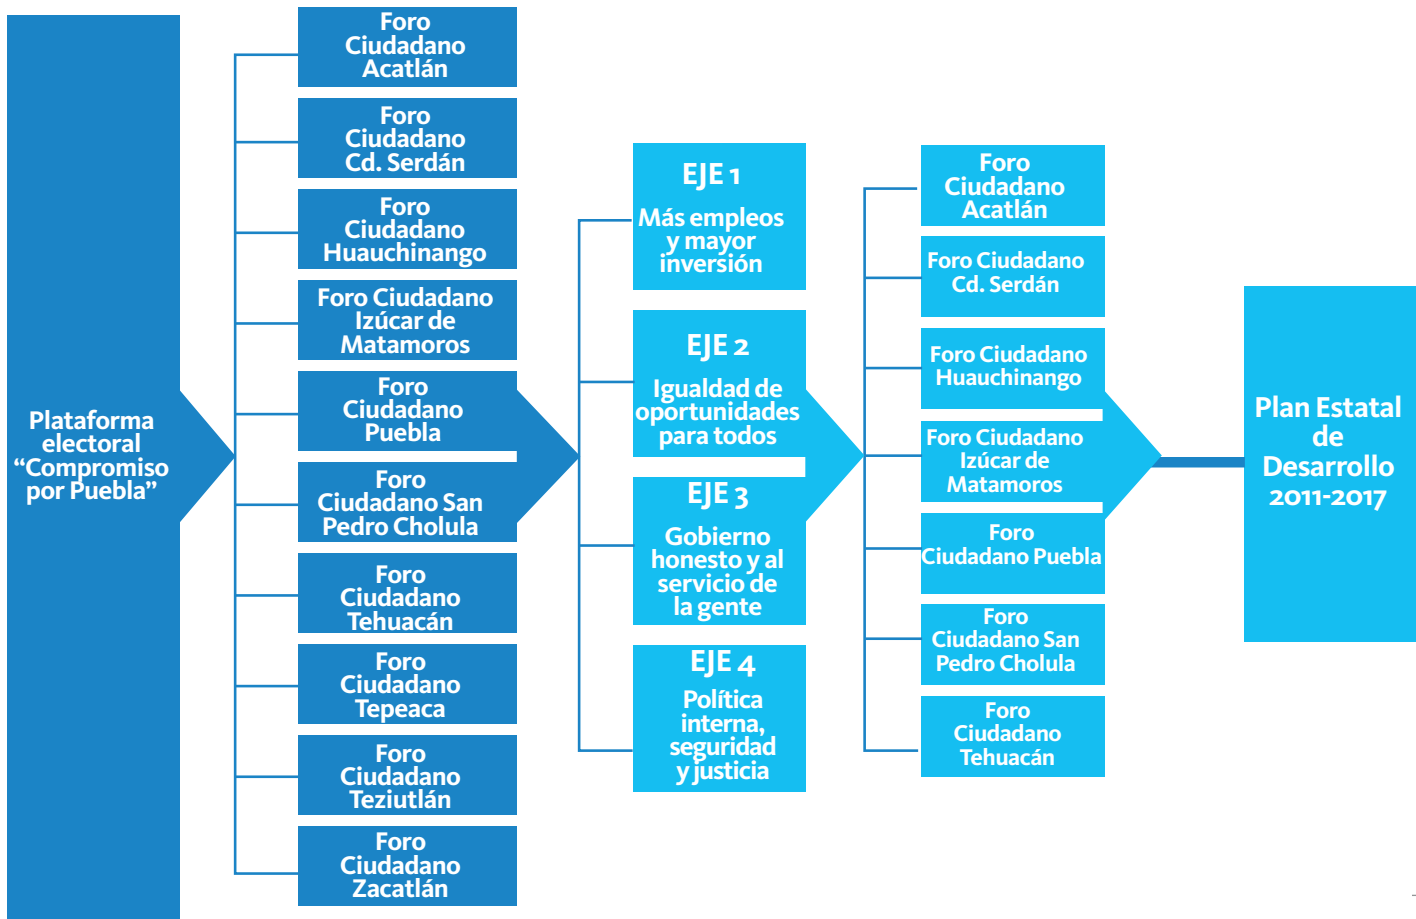 Plataforma
electoral
“Compromiso
por Puebla”
Foro
Ciudadano
Acatlán
Foro
Ciudadano
Cd. Serdán
Foro
Ciudadano
Huauchinango
Foro Ciudadano
Izúcar de
Matamoros
Foro
Ciudadano
Puebla
Foro
Ciudadano San
Pedro Cholula
Foro
Ciudadano
Tehuacán
Foro
Ciudadano
Tepeaca
Foro
Ciudadano
Teziutlán
Foro
Ciudadano
Zacatlán
EJE 1
Más empleos
y mayor
inversión
EJE 2
Igualdad de
oportunidades
para todos
EJE 3
Gobierno
honesto y al
servicio de
la gente
EJE 4
Política
interna,
seguridad
y justicia
Foro
Ciudadano
Acatlán
Foro Ciudadano
Cd. Serdán
Foro Ciudadano
Huauchinango
Foro Ciudadano
Izúcar de
Matamoros
Foro
Ciudadano Puebla
Foro
Ciudadano San
Pedro Cholula
Foro
Ciudadano
Tehuacán
Plan Estatal
de
Desarrollo
2011-2017